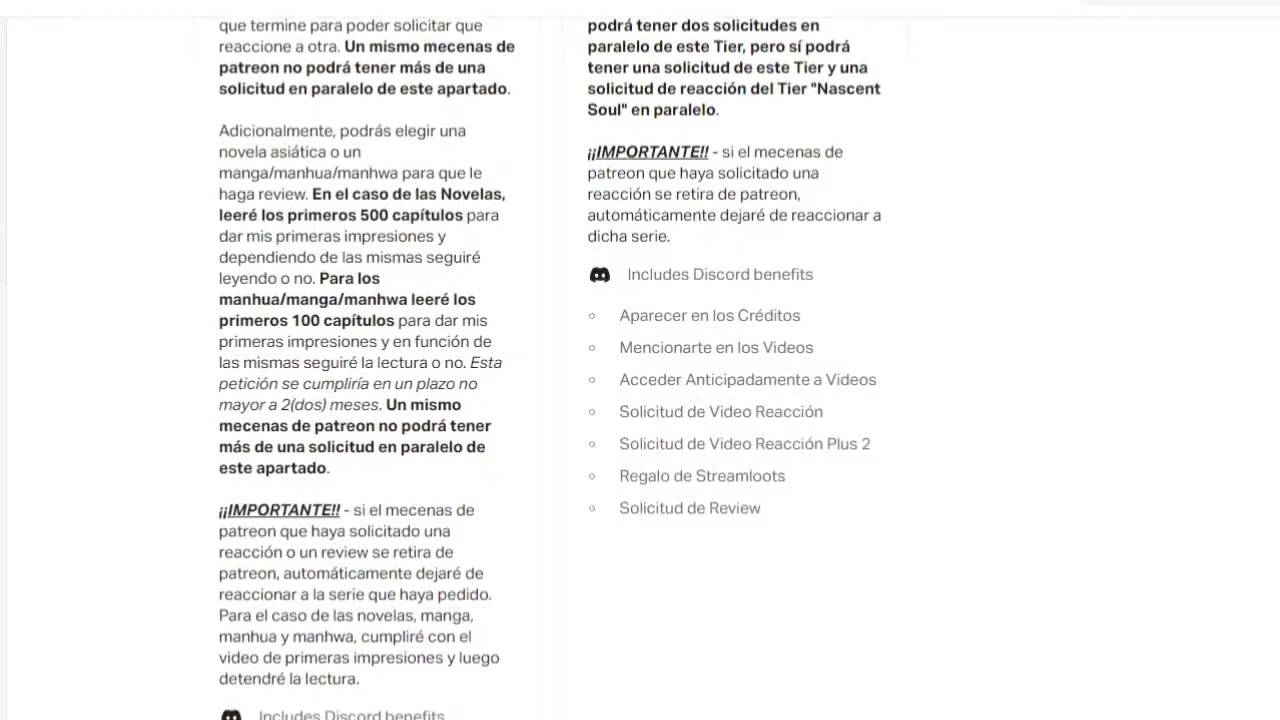 que termine para poder solicitar que
reaccione a otra. Un mismo mecenas de
patreon no podrá tener más de una
solicitud en paralelo de este apartado.
Adicionalmente, podrás elegir una
novela asiática o un
manga/manhua/manhwa para que le
haga review. En el caso de las Novelas,
leeré los primeros 500 capítulos para
dar mis primeras impresiones y
dependiendo de las mismas seguiré
leyendo o no. Para los
manhua/manga/manhwa leeré los
primeros 100 capítulos para dar mis
primeras impresiones y en función de
las mismas seguiré la lectura o no. Esta
petición se cumpliría en un plazo no
mayor a 2(dos) meses. Un mismo
mecenas de patreon no podrá tener
más de una solicitud en paralelo de
este apartado.
¡¡IMPORTANTE!! - si el mecenas de
patreon que haya solicitado una
reacción o un review se retira de
patreon, automáticamente dejaré de
reaccionar a la serie que haya pedido.
Para el caso de las novelas, manga,
manhua y manhwa, cumpliré con el
video de primeras impresiones y luego
detendré la lectura.
Includes Discord benefits
podrá tener dos solicitudes en
paralelo de este Tier, pero sí podrá
tener una solicitud de este Tier y una
solicitud de reacción del Tier "Nascent
Soul" en paralelo.
¡¡IMPORTANTE!! - si el mecenas de
patreon que haya solicitado una
reacción se retira de patreon,
automáticamente dejaré de reaccionar a
dicha serie.
Includes Discord benefits
Aparecer en los Créditos
Mencionarte en los Videos
Acceder Anticipadamente a Videos
Solicitud de Video Reacción
Solicitud de Video Reacción Plus 2
Regalo de Streamloots
Solicitud de Review